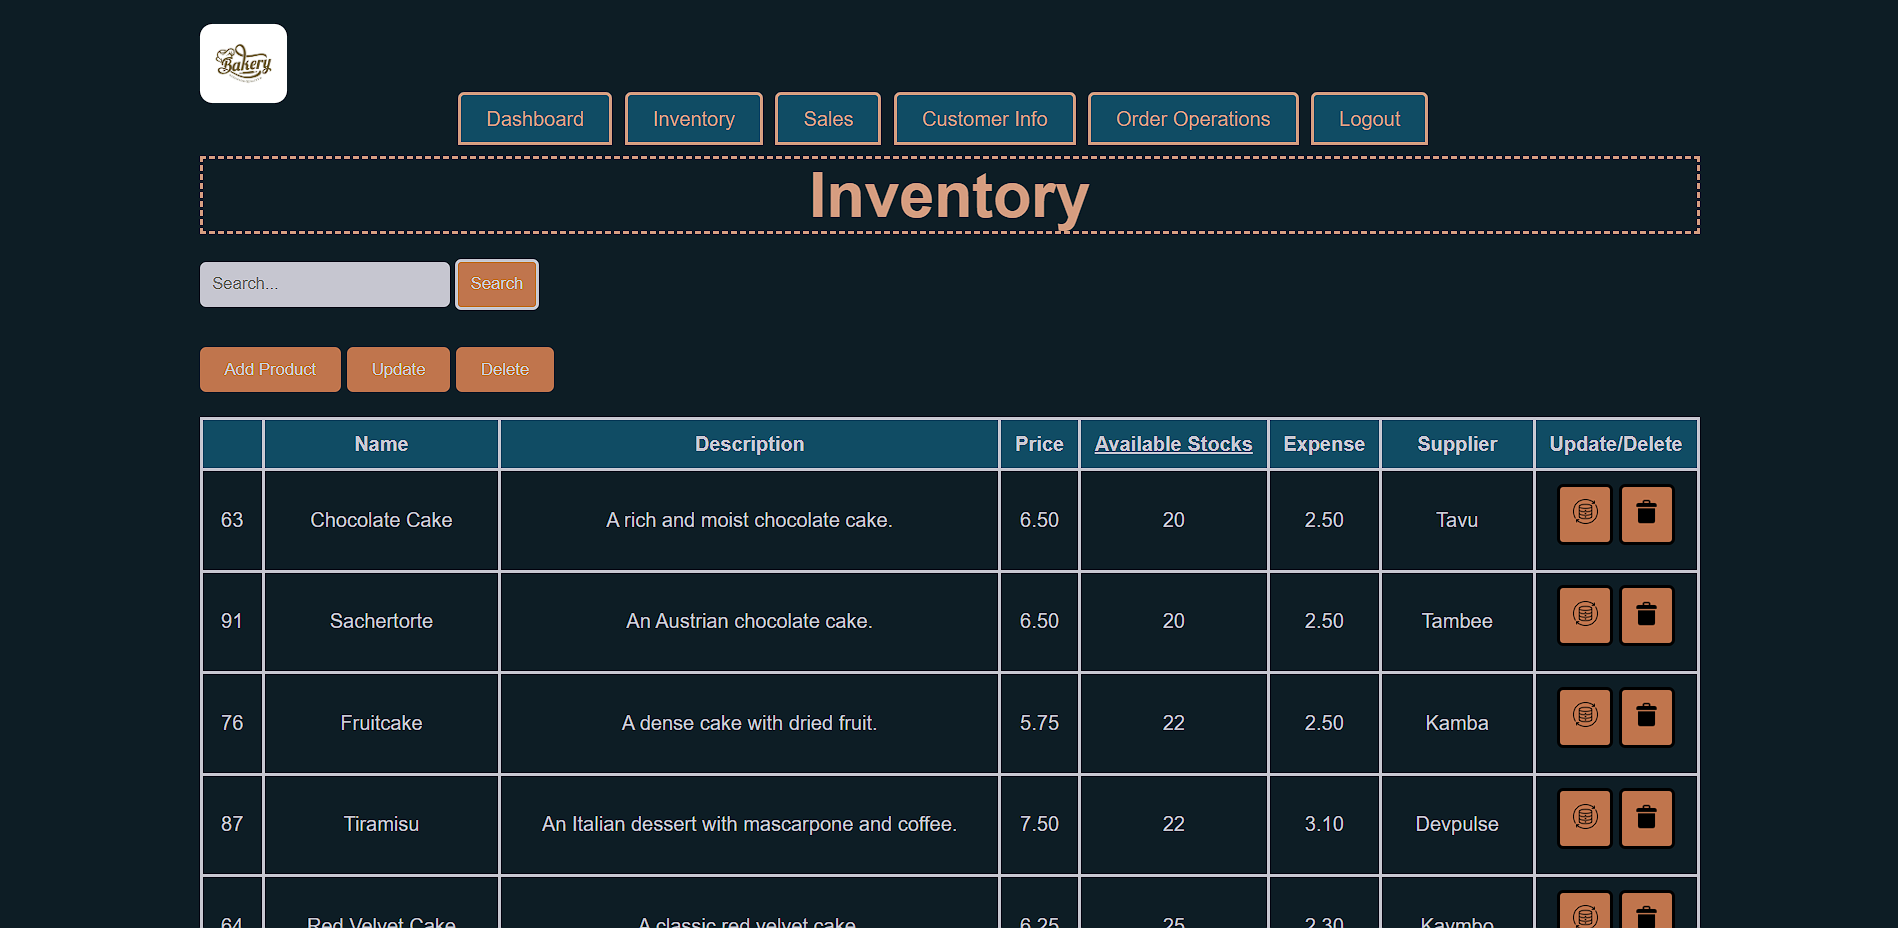 Bakery
Dashboard Inventory Sales Customer Info Order Operations Logout
Inventory
Search... Search
Add Product Update Delete
Name Description Price Available Stocks Expense Supplier Update/Delete
63 Chocolate Cake A rich and moist chocolate cake. 6.50 20 2.50 Tavu
91 Sachertorte An Austrian chocolate cake. 6.50 20 2.50 Tambee
76 Fruitcake A dense cake with dried fruit. 5.75 22 2.50 Kamba
87 Tiramisu An Italian dessert with mascarpone and coffee. 7.50 22 3.10 Devpulse
64 Red Velvet Cake A classic red velvet cake 6.25 25 2.30 Kaymbo